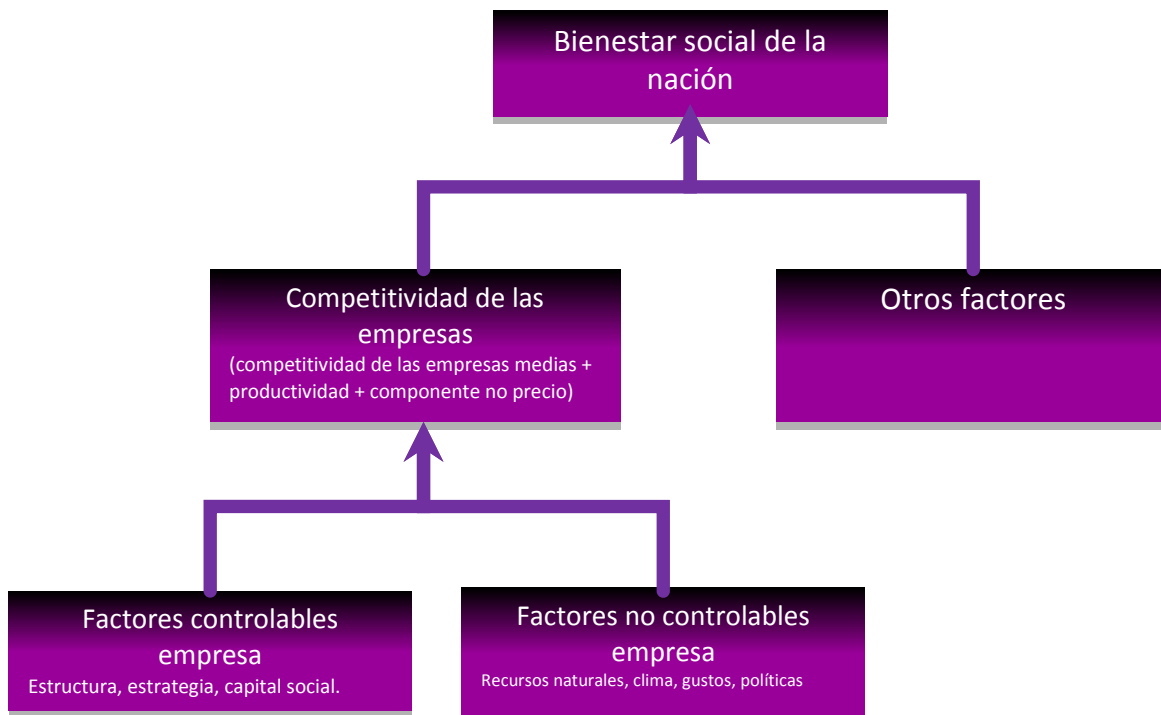 Bienestar social de la
nación
Competitividad de las
empresas
(competitividad de las empresas medias +
productividad + componente no precio)
Otros factores
Factores controlables
empresa
Estructura, estrategia, capital social.
Factores no controlables
empresa
Recursos naturales, clima, gustos, políticas